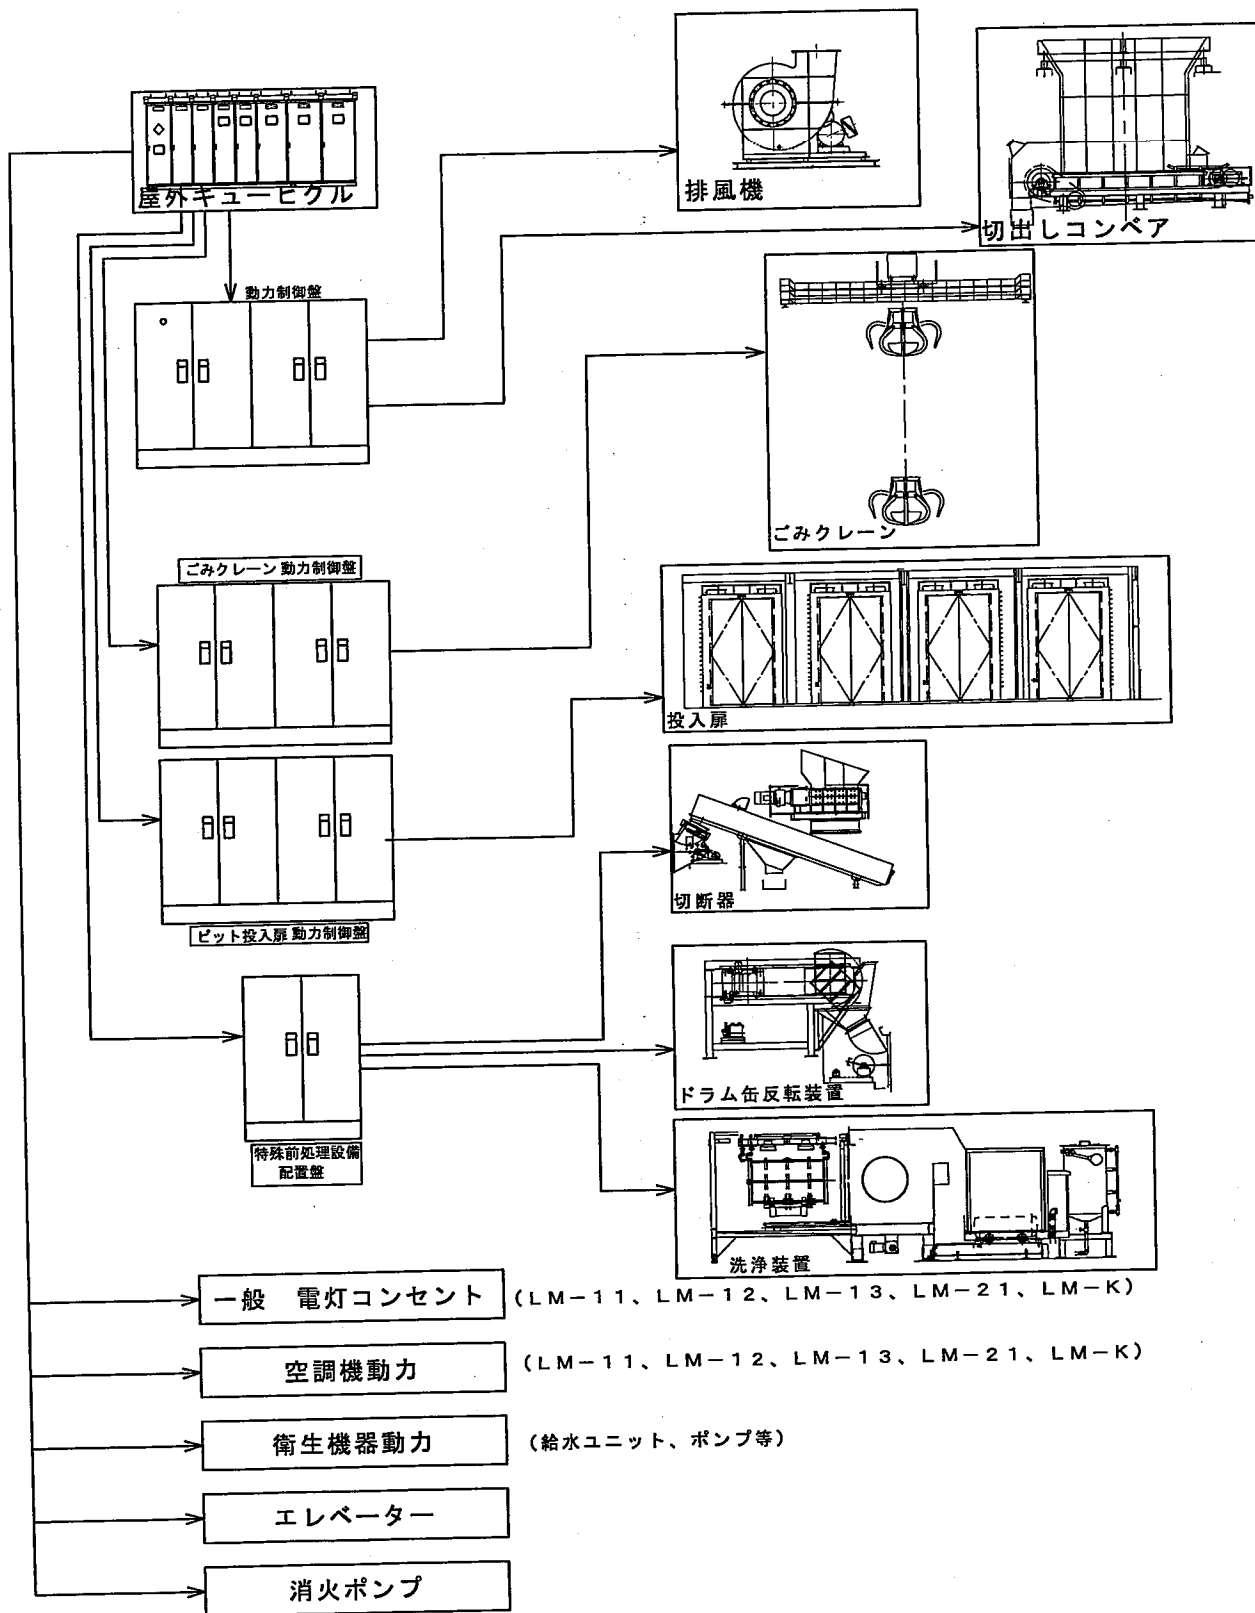 屋外キュービクル
排風機
切出しコンベア
動力制御盤
ごみクレーン
ごみクレーン 動力制御盤
投入扉
切断器
ピット投入扉 動力制御盤
ドラム缶反転装置
特殊前処理設備
配置盤
洗浄装置
一般 電灯コンセント (LM-11、LM-12、LM-13、LM-21、LM-K)
空調機動力 (LM-11、LM-12、LM-13、LM-21、LM-K)
衛生機器動力 (給水ユニット、ポンプ等)
エレベーター
消火ポンプ